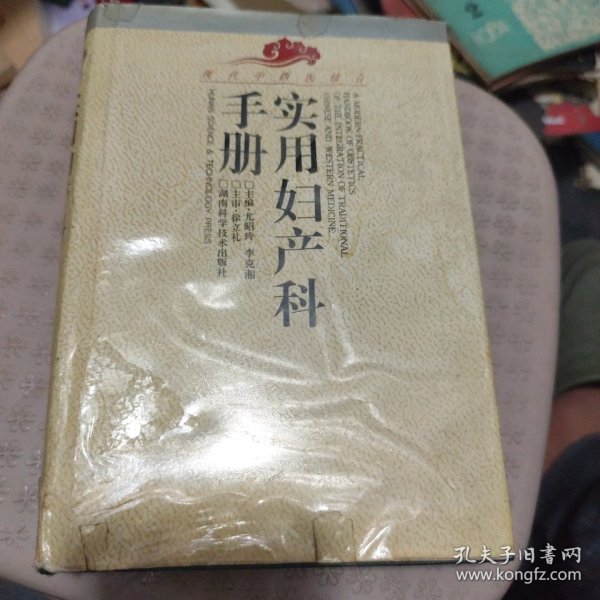 现代中西医结合
实用妇产科
手册
A MODERN PRACTICAL
HANDBOOK OF OBSTETRICS
OF THE INTEGRATION OF TRADITIONAL
CHINESE AND WESTERN MEDICINE
□主编·尤昭玲 李克湘
□主审·徐立礼
□湖南科学技术出版社
HUNAN SCIENCE & TECHNOLOGY PRESS
2
孔夫子旧书网
www.kongfz.com